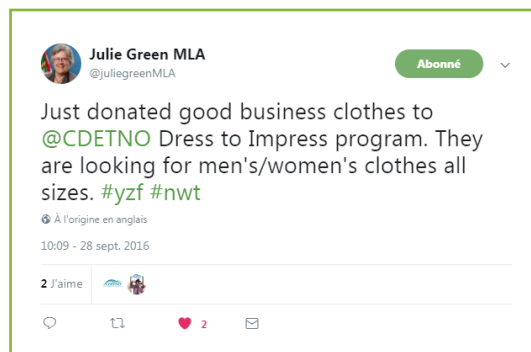 Julie Green MLA
@juliegreenMLA
Abonné
Just donated good business clothes to
@CDETNO Dress to Impress program. They
are looking for men's/women's clothes all
sizes. #yzf #nwt
À l'origine en anglais
10:09 - 28 sept. 2016
2 J'aime
2